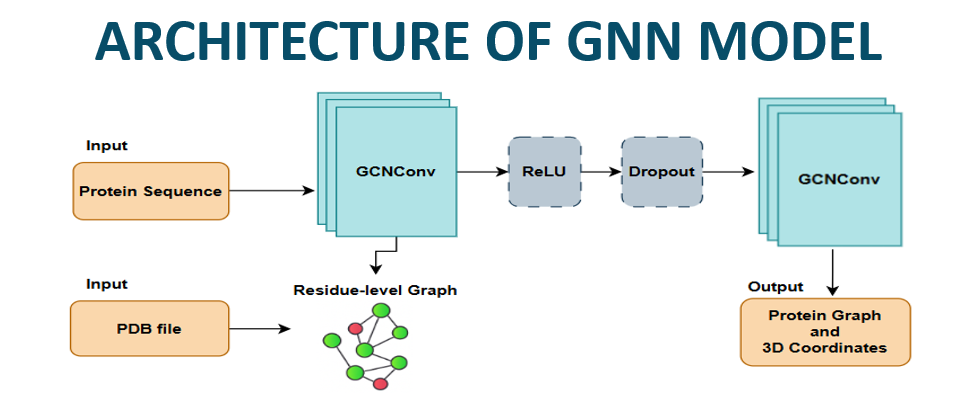 ARCHITECTURE OF GNN MODEL
Input
Protein Sequence
GCNConv
ReLU
Dropout
GCNConv
Input
PDB file
Residue-level Graph
Output
Protein Graph
and
3D Coordinates